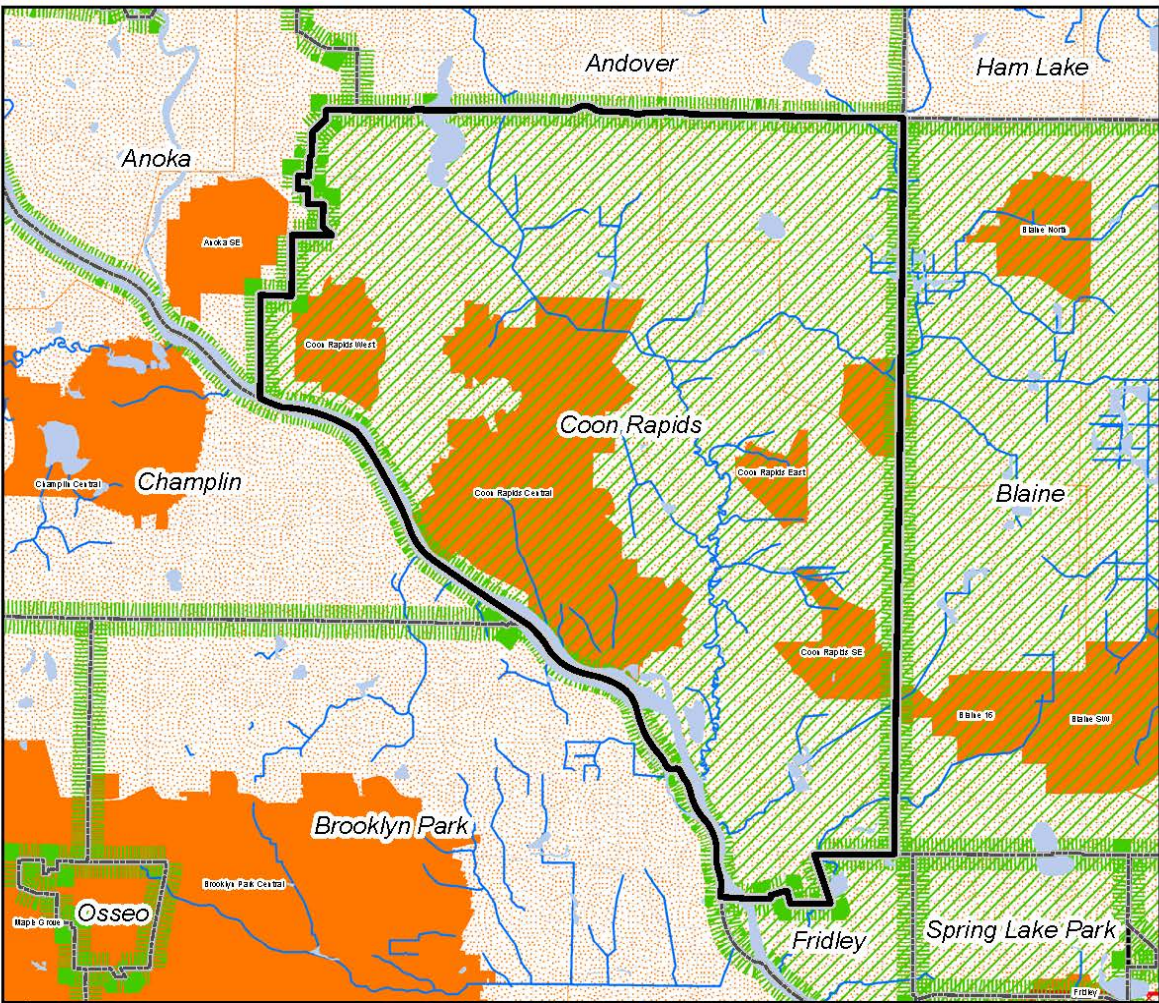 Andover
Ham Lake
Anoka
Anoka SE
Blaine North
Coon Rapids West
Coon Rapids
Coon Rapids East
Champlin Central
Champlin
Coon Rapids Central
Blaine
Coon Rapids SE
Blaine 16
Blaine SW
Brooklyn Park
Brooklyn Park Central
Maple Grove
Osseo
Fridley
Spring Lake Park
Fridley